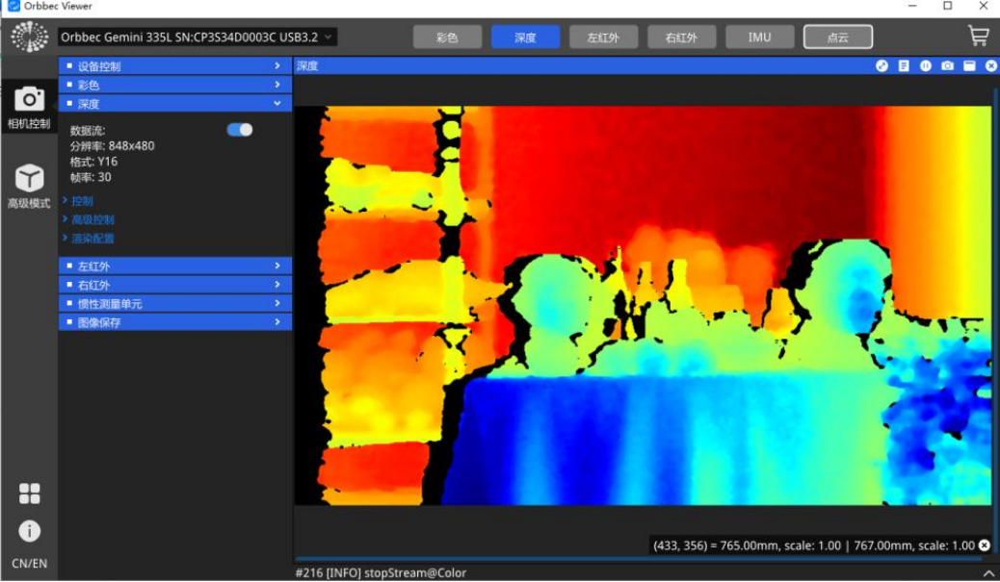 Orbbec Viewer
Orbbec Gemini 335L SN:CP3S34D0003C USB3.2
彩色
深度
左红外
右红外
IMU
点云
相机控制
高级模式
CN/EN
设备控制
彩色
深度
数据流:
分辨率: 848x480
格式: Y16
帧率: 30
控制
高级控制
渲染配置
左红外
右红外
惯性测量单元
图像保存
深度
(433, 356) = 765.00mm, scale: 1.00 | 767.00mm, scale: 1.00
#216 [INFO] stopStream@Color